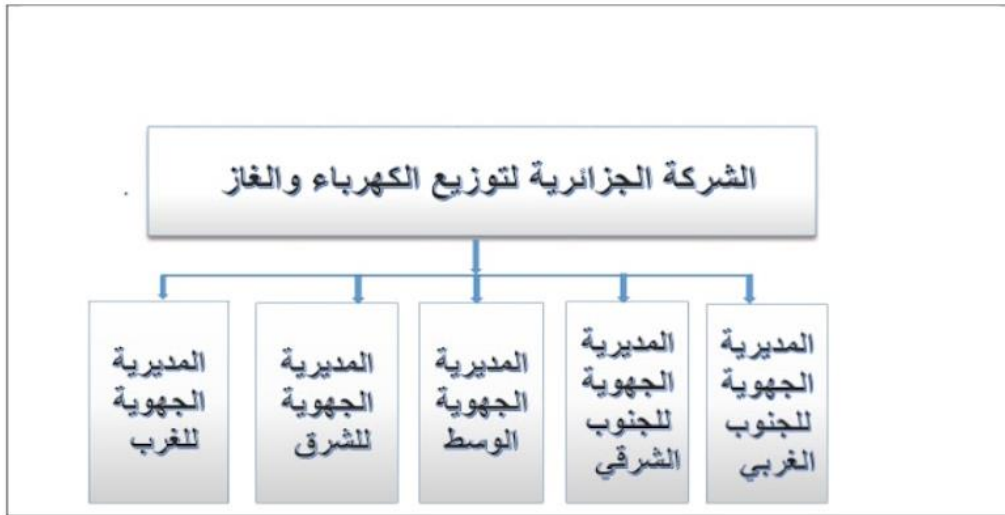 الشركة الجزائرية لتوزيع الكهرباء والغاز
المديرية
الجهوية
للجنوب
الغربي
المديرية
الجهوية
للجنوب
الشرقي
المديرية
الجهوية
الوسط
المديرية
الجهوية
للشرق
المديرية
الجهوية
للغرب